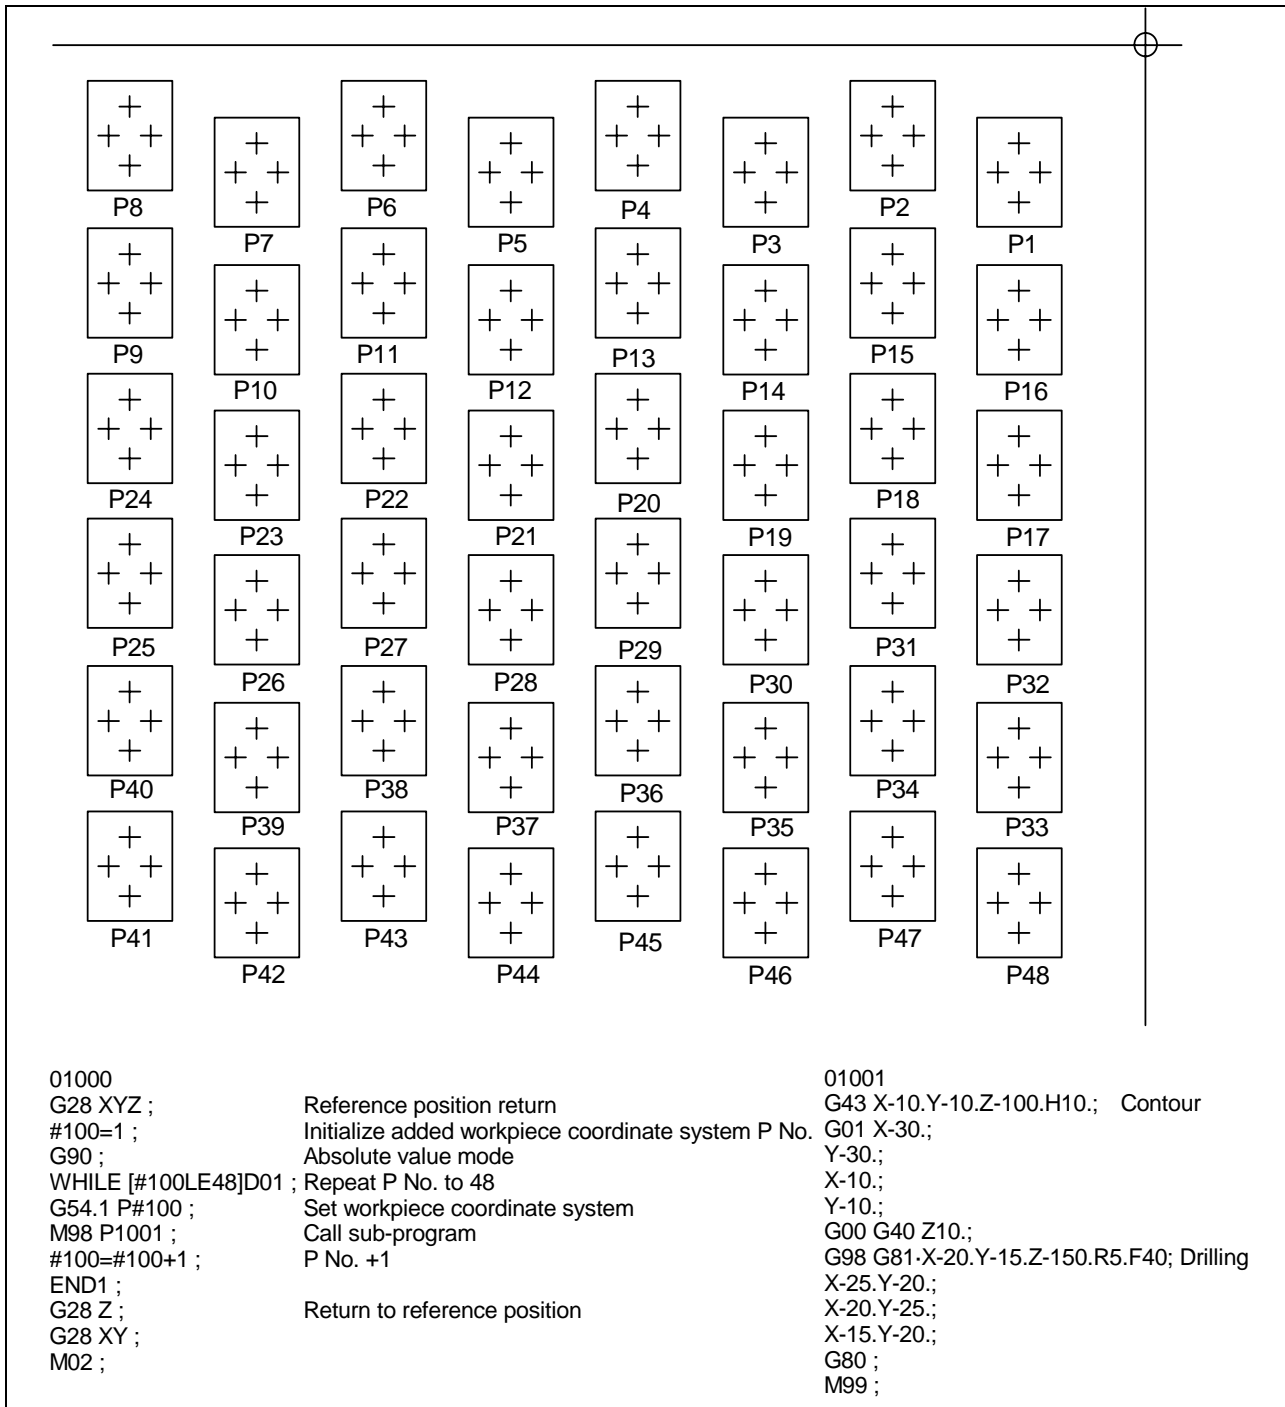 P8 P6 P4 P2
P7 P5 P3 P1
P9 P11 P13 P15
P10 P12 P14 P16
P24 P22 P20 P18
P23 P21 P19 P17
P25 P27 P29 P31
P26 P28 P30 P32
P40 P38 P36 P34
P39 P37 P35 P33
P41 P43 P45 P47
P42 P44 P46 P48
01000
G28 XYZ ; Reference position return
#100=1 ; Initialize added workpiece coordinate system P No.
G90 ; Absolute value mode
WHILE [#100LE48]D01 ; Repeat P No. to 48
G54.1 P#100 ; Set workpiece coordinate system
M98 P1001 ; Call sub-program
#100=#100+1 ; P No. +1
END1 ;
G28 Z ; Return to reference position
G28 XY ;
M02 ;
01001
G43 X-10.Y-10.Z-100.H10.; Contour
G01 X-30.;
Y-30.;
X-10.;
Y-10.;
G00 G40 Z10.;
G98 G81·X-20.Y-15.Z-150.R5.F40; Drilling
X-25.Y-20.;
X-20.Y-25.;
X-15.Y-20.;
G80 ;
M99 ;